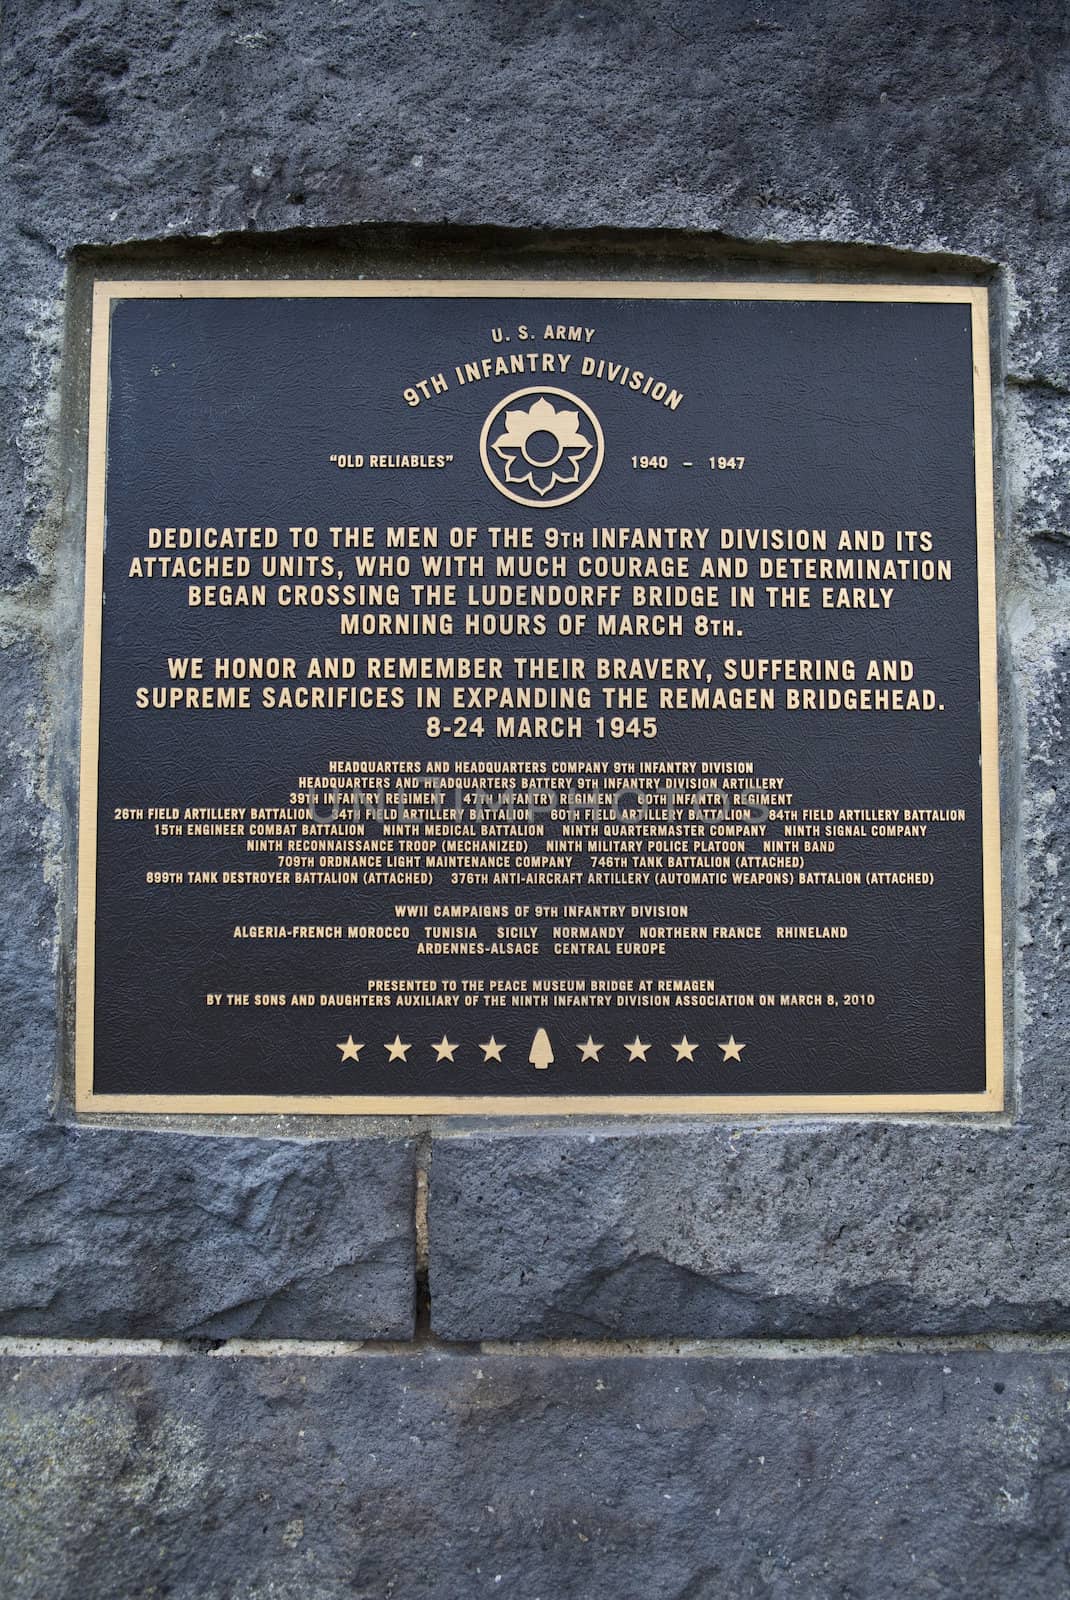 U. S. ARMY
9TH INFANTRY DIVISION
"OLD RELIABLES" 1940 – 1947
DEDICATED TO THE MEN OF THE 9TH INFANTRY DIVISION AND ITS
ATTACHED UNITS, WHO WITH MUCH COURAGE AND DETERMINATION
BEGAN CROSSING THE LUDENDORFF BRIDGE IN THE EARLY
MORNING HOURS OF MARCH 8TH.
WE HONOR AND REMEMBER THEIR BRAVERY, SUFFERING AND
SUPREME SACRIFICES IN EXPANDING THE REMAGEN BRIDGEHEAD.
8-24 MARCH 1945
HEADQUARTERS AND HEADQUARTERS COMPANY 9TH INFANTRY DIVISION
HEADQUARTERS AND HEADQUARTERS BATTERY 9TH INFANTRY DIVISION ARTILLERY
39TH INFANTRY REGIMENT 47TH INFANTRY REGIMENT 60TH INFANTRY REGIMENT
26TH FIELD ARTILLERY BATTALION 34TH FIELD ARTILLERY BATTALION 60TH FIELD ARTILLERY BATTALION 84TH FIELD ARTILLERY BATTALION
15TH ENGINEER COMBAT BATTALION NINTH MEDICAL BATTALION NINTH QUARTERMASTER COMPANY NINTH SIGNAL COMPANY
NINTH RECONNAISSANCE TROOP (MECHANIZED) NINTH MILITARY POLICE PLATOON NINTH BAND
709TH ORDNANCE LIGHT MAINTENANCE COMPANY 746TH TANK BATTALION (ATTACHED)
899TH TANK DESTROYER BATTALION (ATTACHED) 376TH ANTI-AIRCRAFT ARTILLERY (AUTOMATIC WEAPONS) BATTALION (ATTACHED)
WWII CAMPAIGNS OF 9TH INFANTRY DIVISION
ALGERIA-FRENCH MOROCCO TUNISIA SICILY NORMANDY NORTHERN FRANCE RHINELAND
ARDENNES-ALSACE CENTRAL EUROPE
PRESENTED TO THE PEACE MUSEUM BRIDGE AT REMAGEN
BY THE SONS AND DAUGHTERS AUXILIARY OF THE NINTH INFANTRY DIVISION ASSOCIATION ON MARCH 8, 2010